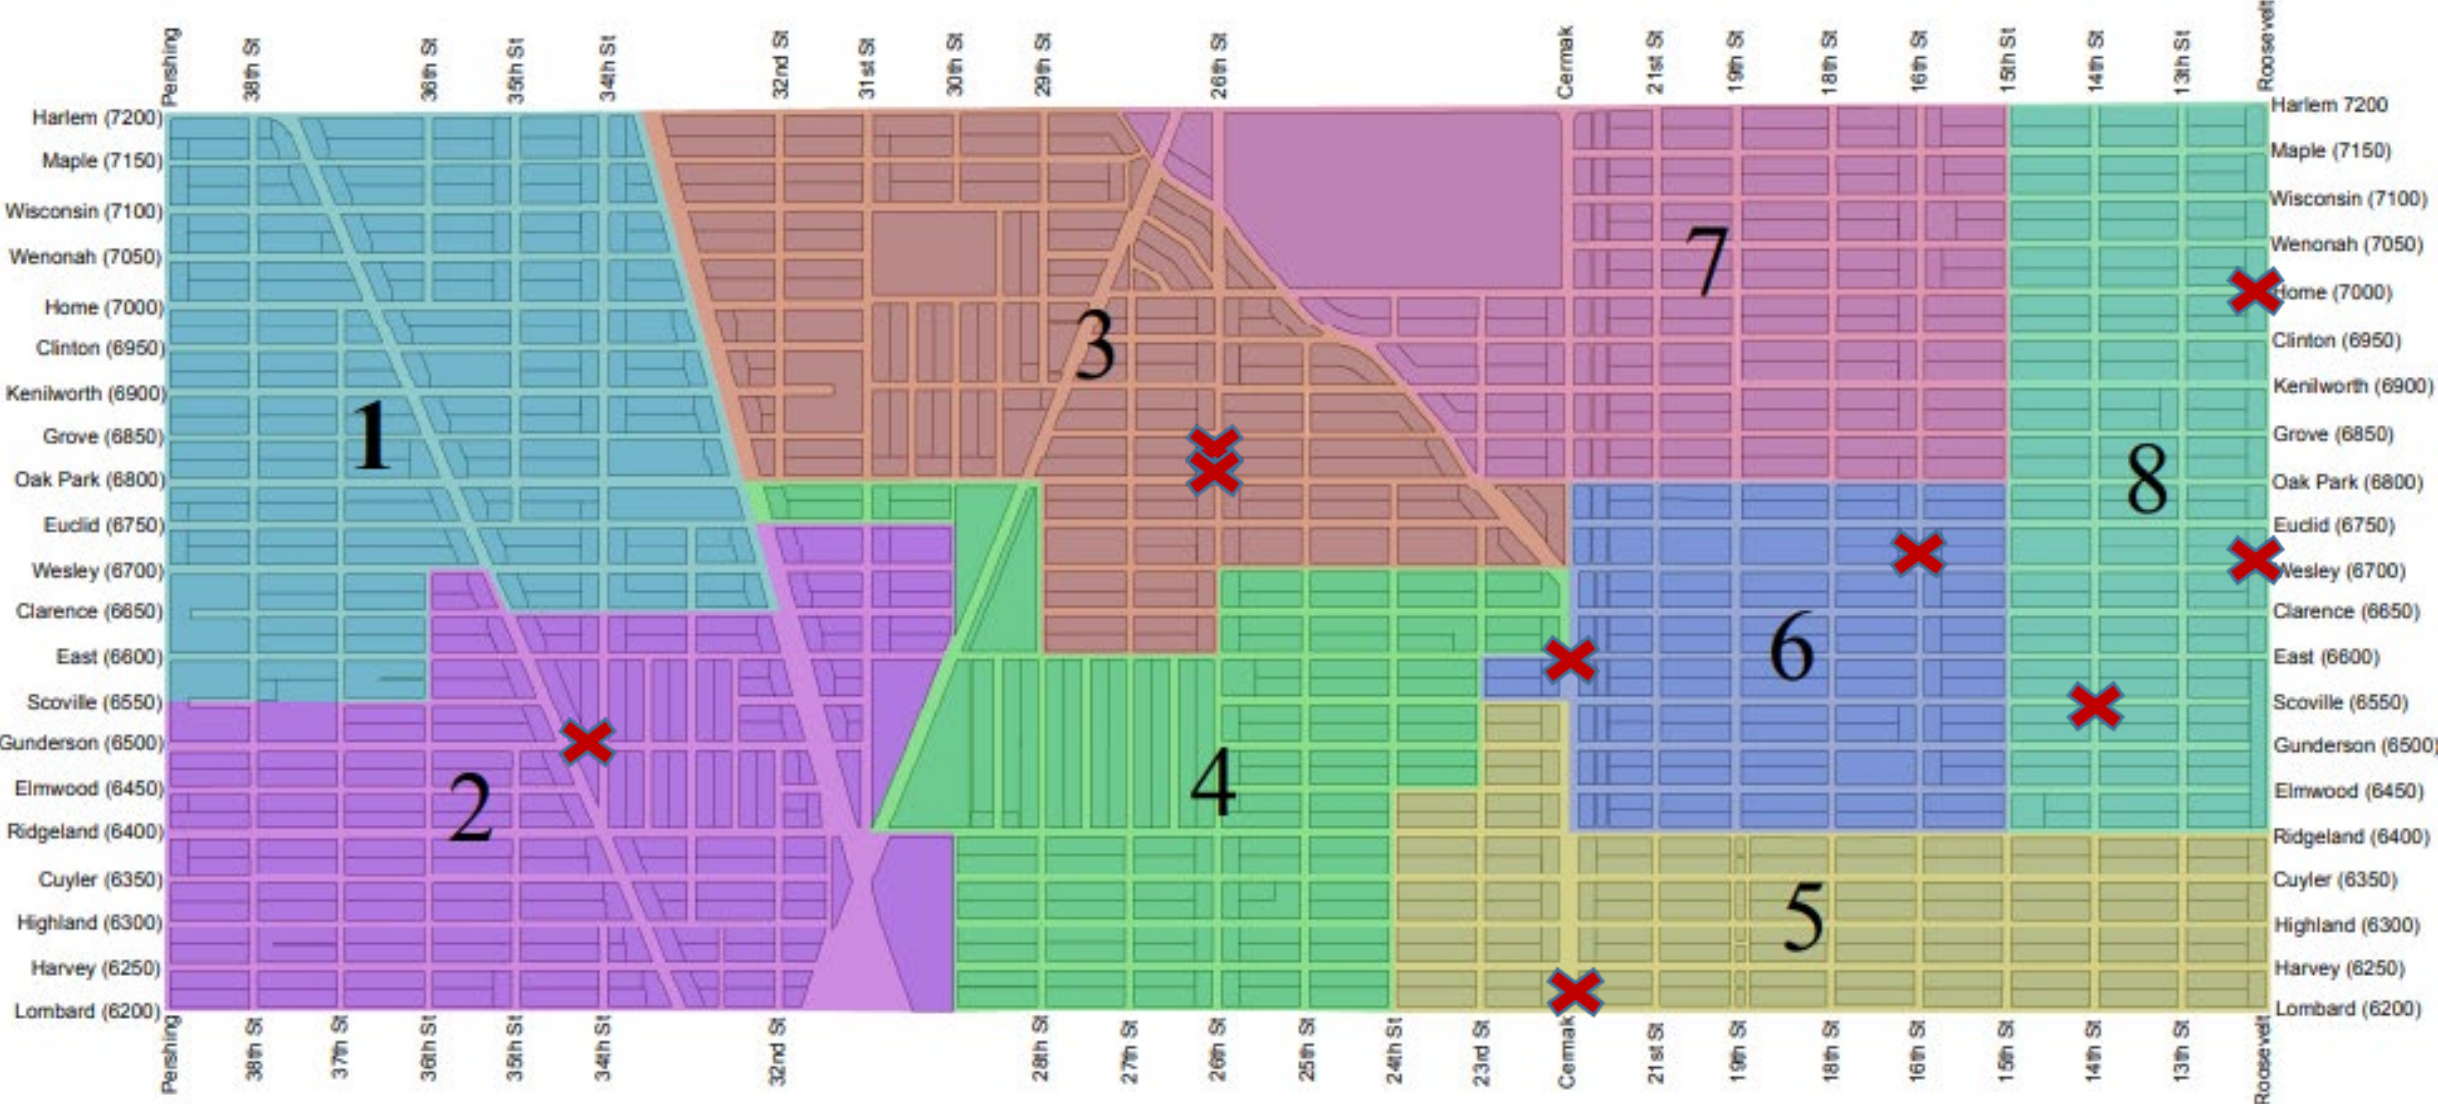 Pershing
38th St
36th St
35th St
34th St
32nd St
31st St
30th St
29th St
26th St
Cermak
21st St
19th St
18th St
16th St
15th St
14th St
13th St
Roosevelt
Harlem (7200)
Maple (7150)
Wisconsin (7100)
Wenonah (7050)
Home (7000)
Clinton (6950)
Kenilworth (6900)
Grove (6850)
Oak Park (6800)
Euclid (6750)
Wesley (6700)
Clarence (6650)
East (6600)
Scoville (6550)
Gunderson (6500)
Elmwood (6450)
Ridgeland (6400)
Cuyler (6350)
Highland (6300)
Harvey (6250)
Lombard (6200)
1
2
3
4
5
6
7
8
Harlem 7200
Maple (7150)
Wisconsin (7100)
Wenonah (7050)
Home (7000)
Clinton (6950)
Kenilworth (6900)
Grove (6850)
Oak Park (6800)
Euclid (6750)
Wesley (6700)
Clarence (6650)
East (6600)
Scoville (6550)
Gunderson (6500)
Elmwood (6450)
Ridgeland (6400)
Cuyler (6350)
Highland (6300)
Harvey (6250)
Lombard (6200)
Pershing
38th St
37th St
36th St
35th St
34th St
32nd St
28th St
27th St
26th St
25th St
24th St
23rd St
Cermak
21st St
19th St
18th St
16th St
15th St
14th St
13th St
Roosevelt